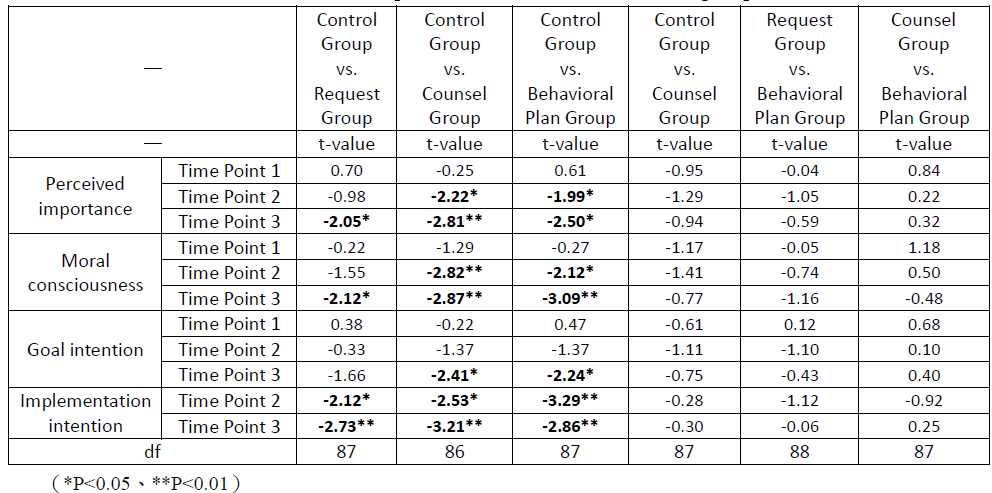 — Control Group vs. Request Group Control Group vs. Counsel Group Control Group vs. Behavioral Plan Group Control Group vs. Counsel Group Request Group vs. Behavioral Plan Group Counsel Group vs. Behavioral Plan Group
— t-value t-value t-value t-value t-value t-value
Perceived importance Time Point 1 0.70 -0.25 0.61 -0.95 -0.04 0.84
Time Point 2 -0.98 -2.22* -1.99* -1.29 -1.05 0.22
Time Point 3 -2.05* -2.81** -2.50* -0.94 -0.59 0.32
Moral consciousness Time Point 1 -0.22 -1.29 -0.27 -1.17 -0.05 1.18
Time Point 2 -1.55 -2.82** -2.12* -1.41 -0.74 0.50
Time Point 3 -2.12* -2.87** -3.09** -0.77 -1.16 -0.48
Goal intention Time Point 1 0.38 -0.22 0.47 -0.61 0.12 0.68
Time Point 2 -0.33 -1.37 -1.37 -1.11 -1.10 0.10
Time Point 3 -1.66 -2.41* -2.24* -0.75 -0.43 0.40
Implementation intention Time Point 2 -2.12* -2.53* -3.29** -0.28 -1.12 -0.92
Time Point 3 -2.73** -3.21** -2.86** -0.30 -0.06 0.25
df 87 86 87 87 88 87
（*P<0.05、**P<0.01）